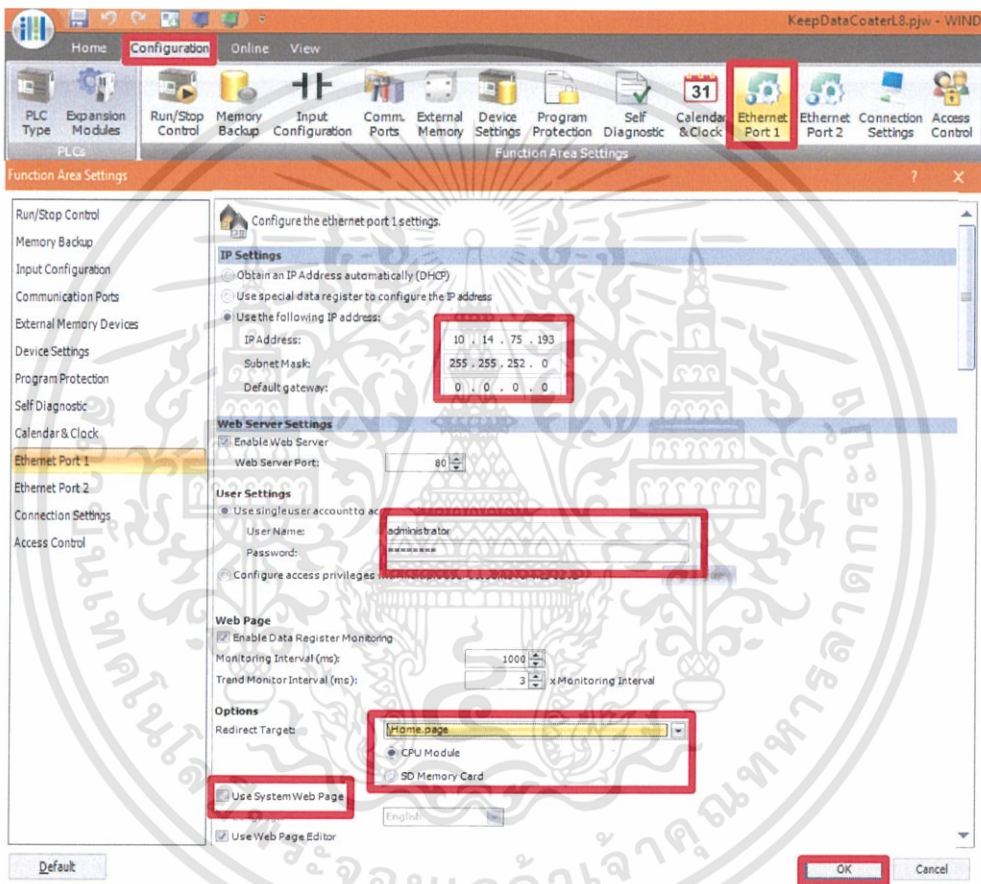 KeepDataCoaterL8.pjw - WIND
Home Configuration Online View
PLC Type Expansion Modules Run/Stop Control Memory Backup Input Configuration Comm. Ports External Memory Device Settings Program Protection Self Diagnostic 31 Calendar & Clock Ethernet Port 1 Ethernet Port 2 Connection Settings Access Control
PLCs Function Area Settings
Function Area Settings ? X
Run/Stop Control
Memory Backup
Input Configuration
Communication Ports
External Memory Devices
Device Settings
Program Protection
Self Diagnostic
Calendar & Clock
Ethernet Port 1
Ethernet Port 2
Connection Settings
Access Control
Configure the ethernet port 1 settings.
IP Settings
Obtain an IP Address automatically (DHCP)
Use special data register to configure the IP address
Use the following IP address:
IP Address: 10 . 14 . 75 . 193
Subnet Mask: 255 . 255 . 252 . 0
Default gateway: 0 . 0 . 0 . 0
Web Server Settings
Enable Web Server
Web Server Port: 80
User Settings
Use single user account to ac
User Name: administrator
Password: ********
Configure access privileges
Web Page
Enable Data Register Monitoring
Monitoring Interval (ms): 1000
Trend Monitor Interval (ms): 3 x Monitoring Interval
Options
Redirect Target: \Home.page
CPU Module
SD Memory Card
Use System Web Page
English
Use Web Page Editor
Default OK Cancel